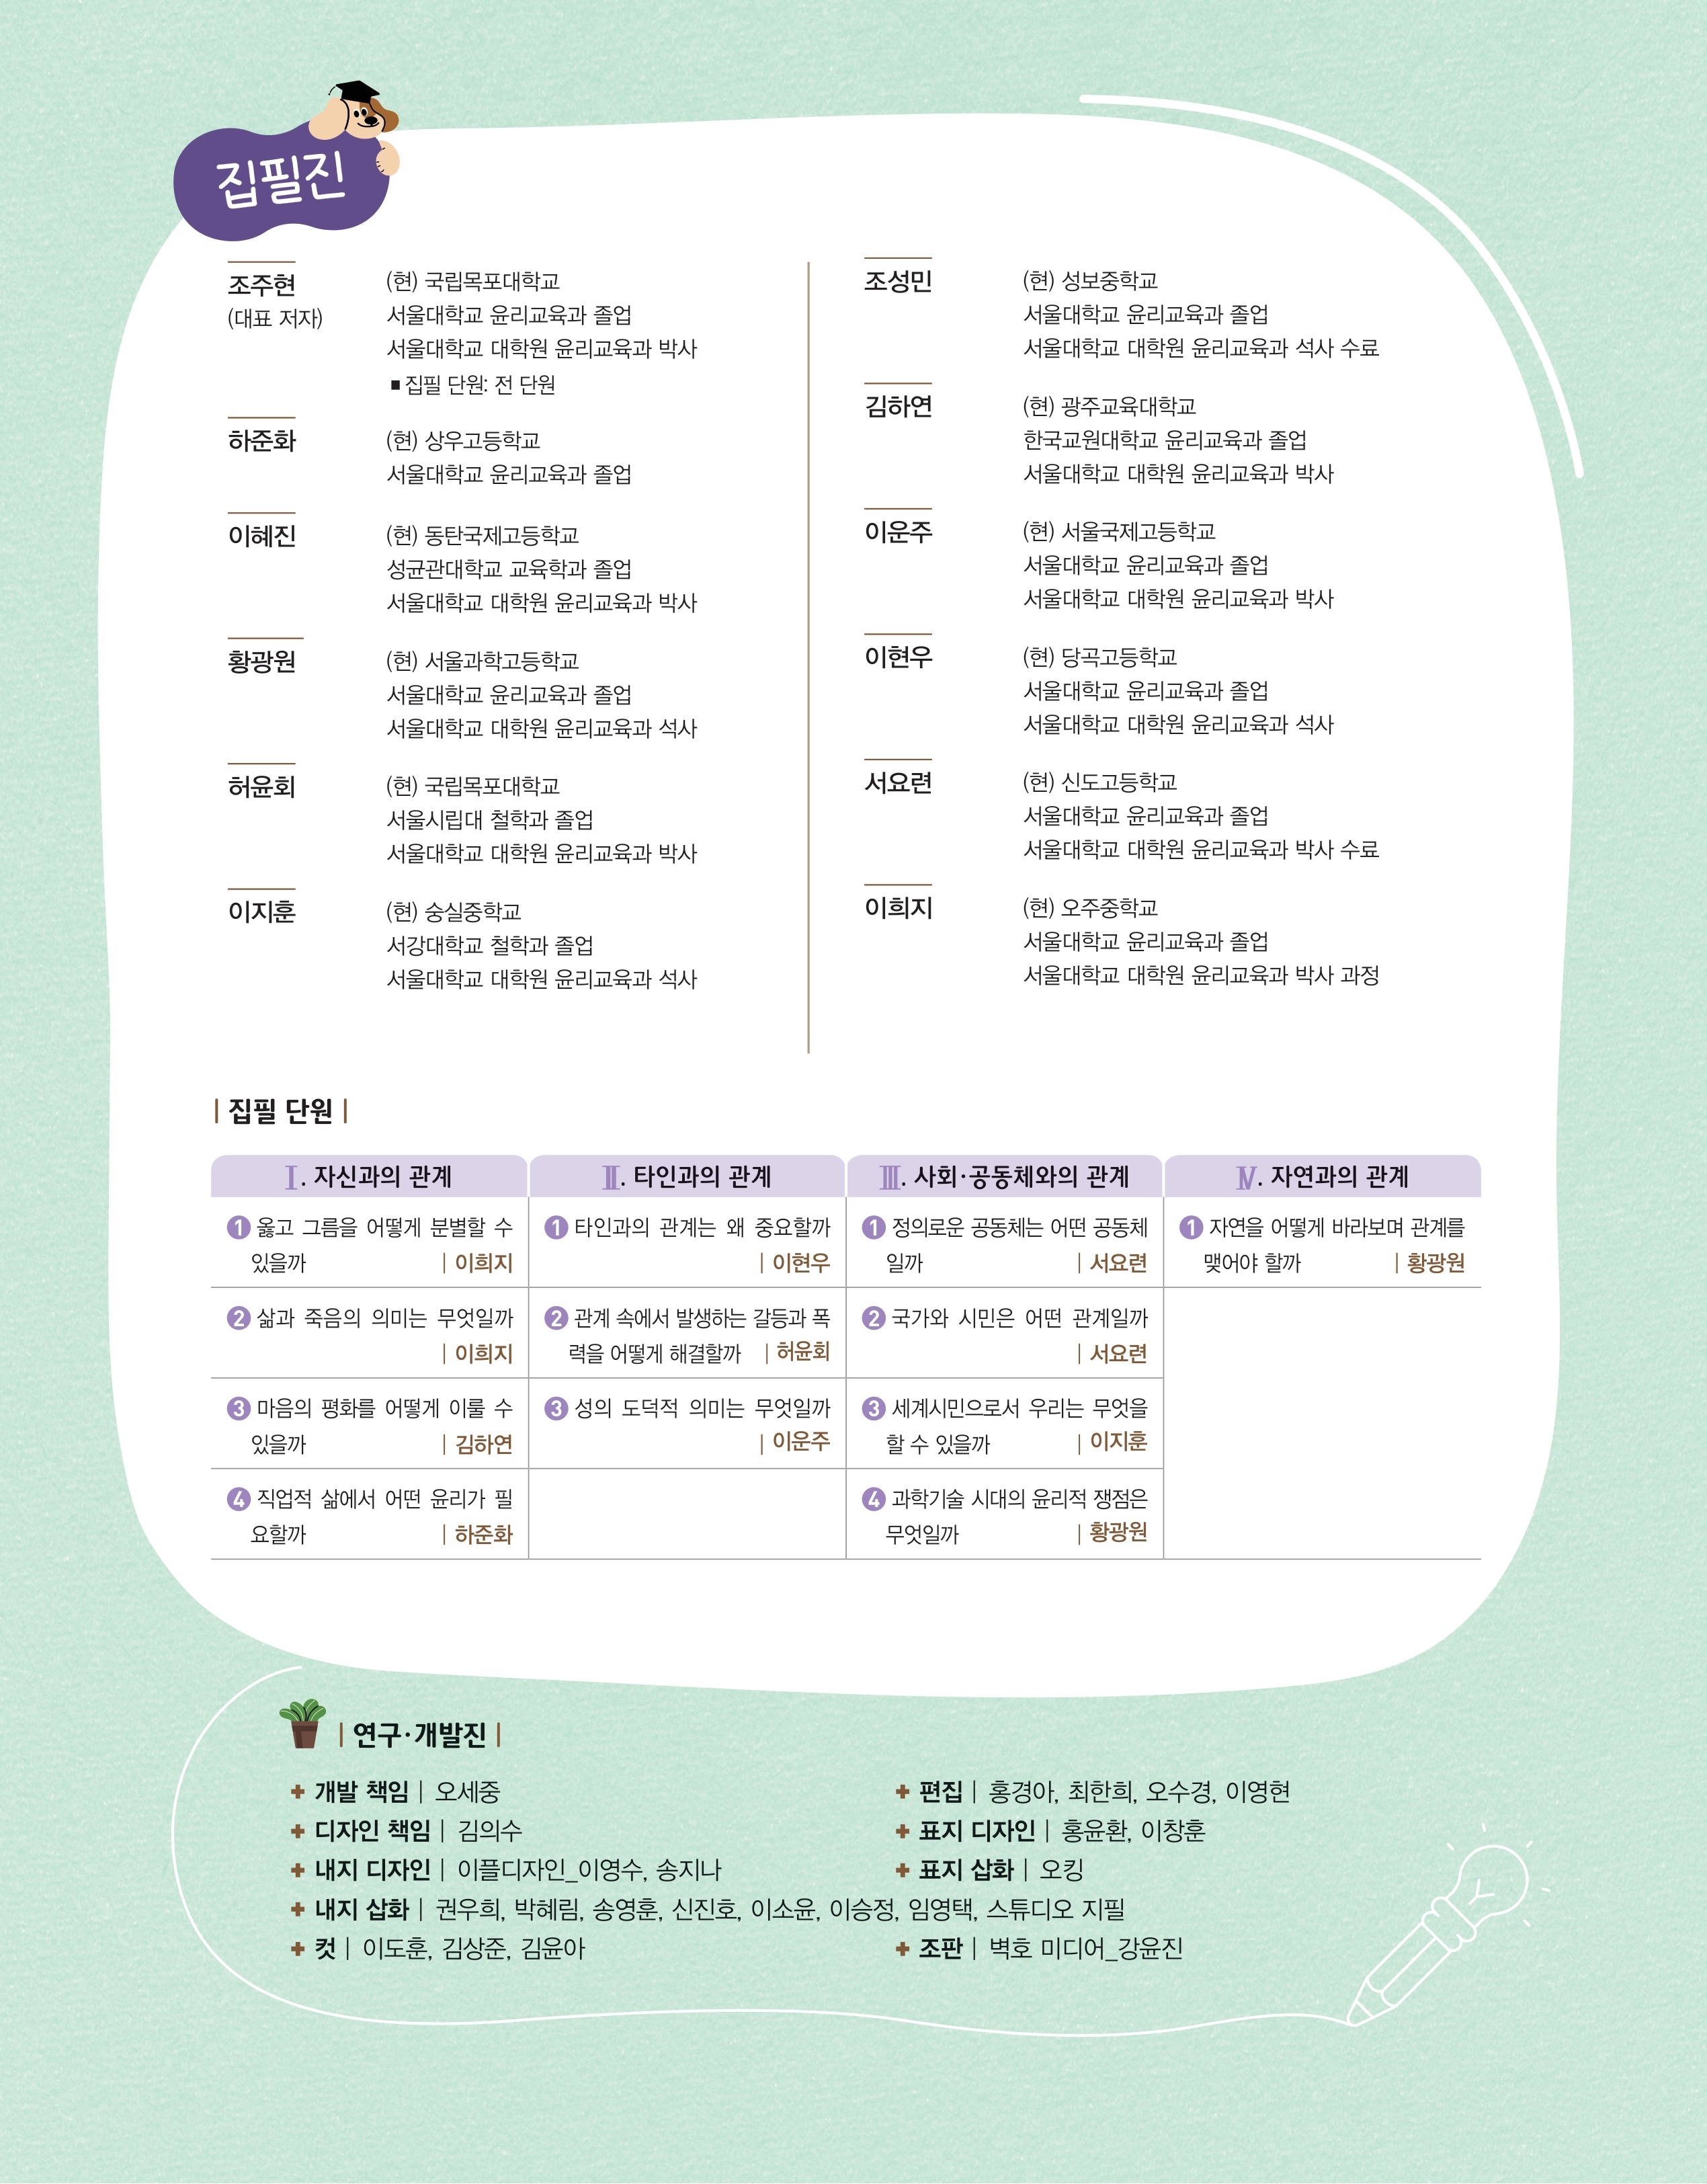 집필진
조주현
(대표 저자)
(현) 국립목포대학교
서울대학교 윤리교육과 졸업
서울대학교 대학원 윤리교육과 박사
■ 집필 단원: 전 단원
하준화
(현) 상우고등학교
서울대학교 윤리교육과 졸업
이혜진
(현) 동탄국제고등학교
성균관대학교 교육학과 졸업
서울대학교 대학원 윤리교육과 박사
황광원
(현) 서울과학고등학교
서울대학교 윤리교육과 졸업
서울대학교 대학원 윤리교육과 석사
허윤회
(현) 국립목포대학교
서울시립대 철학과 졸업
서울대학교 대학원 윤리교육과 박사
이지훈
(현) 숭실중학교
서강대학교 철학과 졸업
서울대학교 대학원 윤리교육과 석사
조성민
(현) 성보중학교
서울대학교 윤리교육과 졸업
서울대학교 대학원 윤리교육과 석사 수료
김하연
(현) 광주교육대학교
한국교원대학교 윤리교육과 졸업
서울대학교 대학원 윤리교육과 박사
이운주
(현) 서울국제고등학교
서울대학교 윤리교육과 졸업
서울대학교 대학원 윤리교육과 박사
이현우
(현) 당곡고등학교
서울대학교 윤리교육과 졸업
서울대학교 대학원 윤리교육과 석사
서요련
(현) 신도고등학교
서울대학교 윤리교육과 졸업
서울대학교 대학원 윤리교육과 박사 수료
이희지
(현) 오주중학교
서울대학교 윤리교육과 졸업
서울대학교 대학원 윤리교육과 박사 과정
| 집필 단원 |
Ⅰ. 자신과의 관계
❶ 옳고 그름을 어떻게 분별할 수
있을까 | 이희지
❷ 삶과 죽음의 의미는 무엇일까
| 이희지
❸ 마음의 평화를 어떻게 이룰 수
있을까 | 김하연
❹ 직업적 삶에서 어떤 윤리가 필
요할까 | 하준화
Ⅱ. 타인과의 관계
❶ 타인과의 관계는 왜 중요할까
| 이현우
❷ 관계 속에서 발생하는 갈등과 폭
력을 어떻게 해결할까 | 허윤회
❸ 성의 도덕적 의미는 무엇일까
| 이운주
Ⅲ. 사회·공동체와의 관계
❶ 정의로운 공동체는 어떤 공동체
일까 | 서요련
❷ 국가와 시민은 어떤 관계일까
| 서요련
❸ 세계시민으로서 우리는 무엇을
할 수 있을까 | 이지훈
❹ 과학기술 시대의 윤리적 쟁점은
무엇일까 | 황광원
Ⅳ. 자연과의 관계
❶ 자연을 어떻게 바라보며 관계를
맺어야 할까 | 황광원
| 연구·개발진 |
개발 책임 | 오세중
편집 | 홍경아, 최한희, 오수경, 이영현
디자인 책임 | 김의수
표지 디자인 | 홍윤환, 이창훈
내지 디자인 | 이플디자인_이영수, 송지나
표지 삽화 | 오킹
내지 삽화 | 권우희, 박혜림, 송영훈, 신진호, 이소윤, 이승정, 임영택, 스튜디오 지필
컷 | 이도훈, 김상준, 김윤아
조판 | 벽호 미디어_강윤진